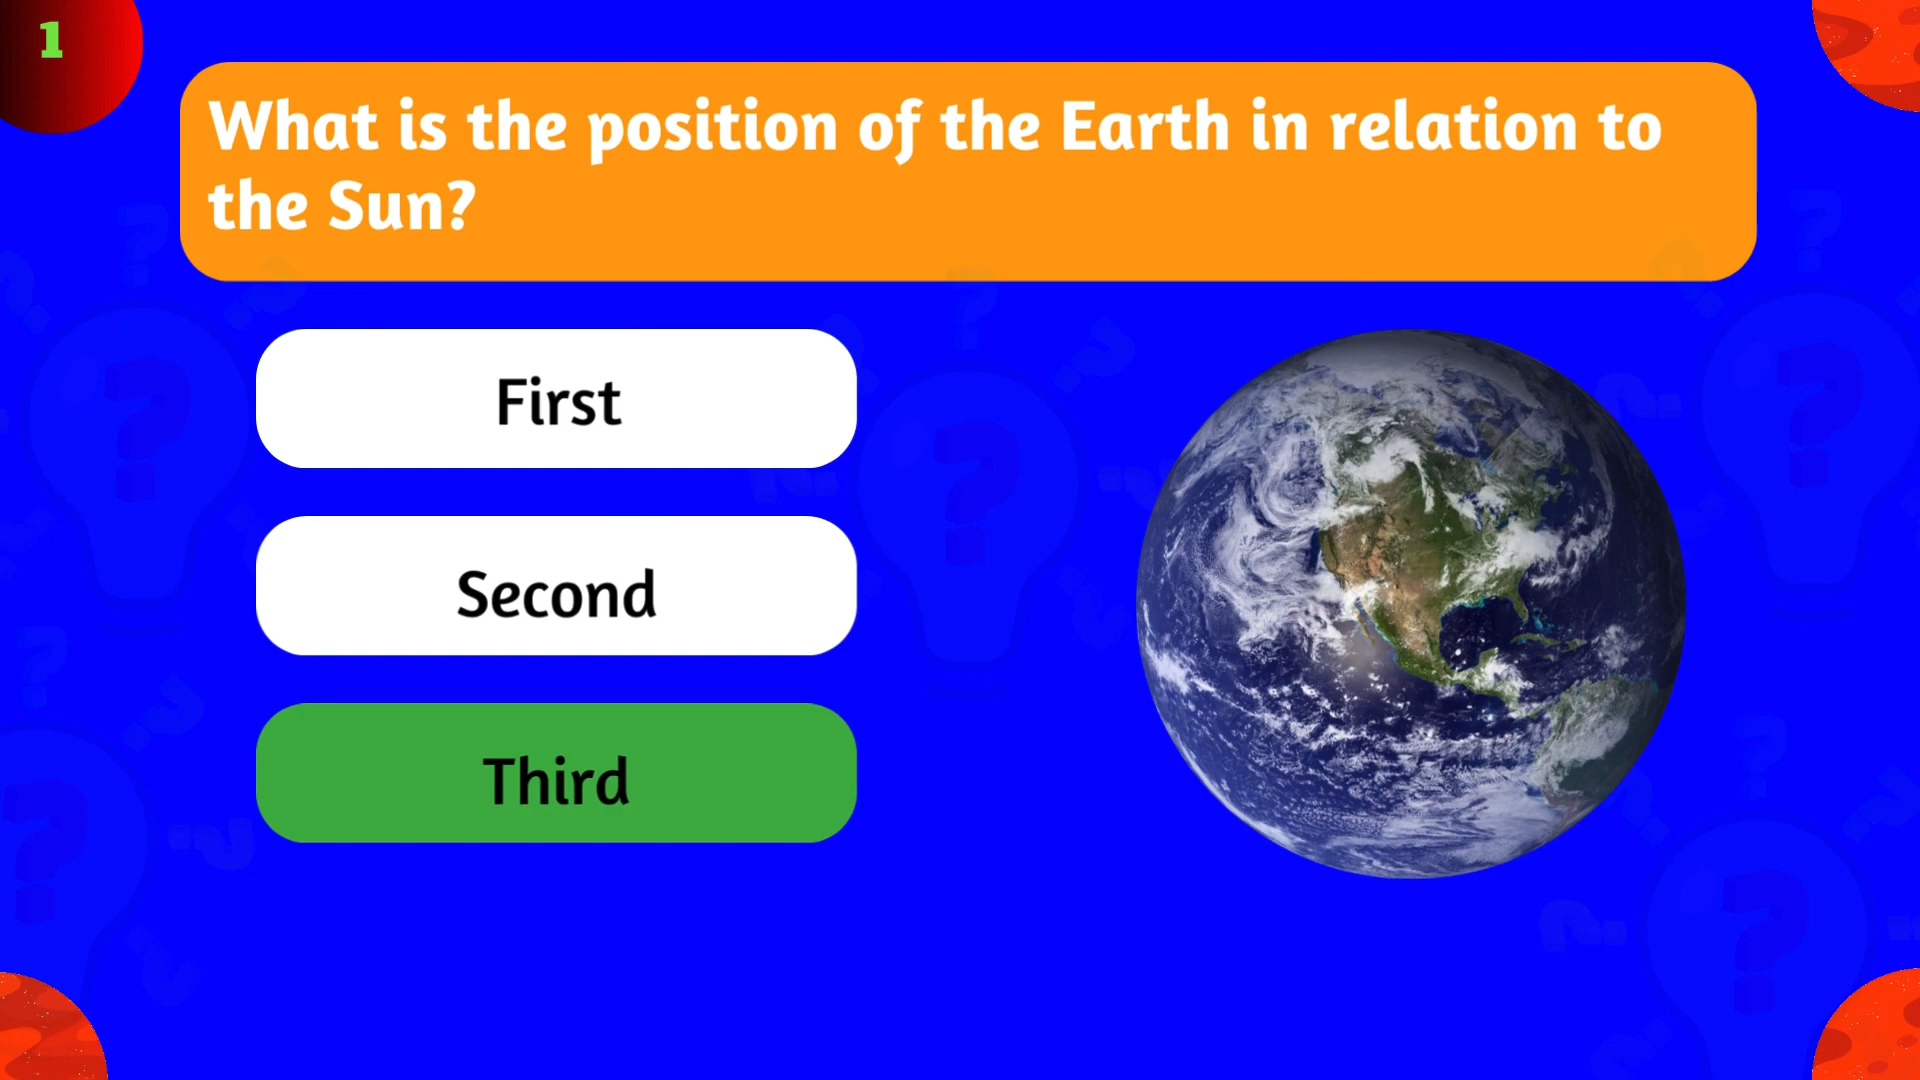 1
What is the position of the Earth in relation to
the Sun?
First
Second
Third